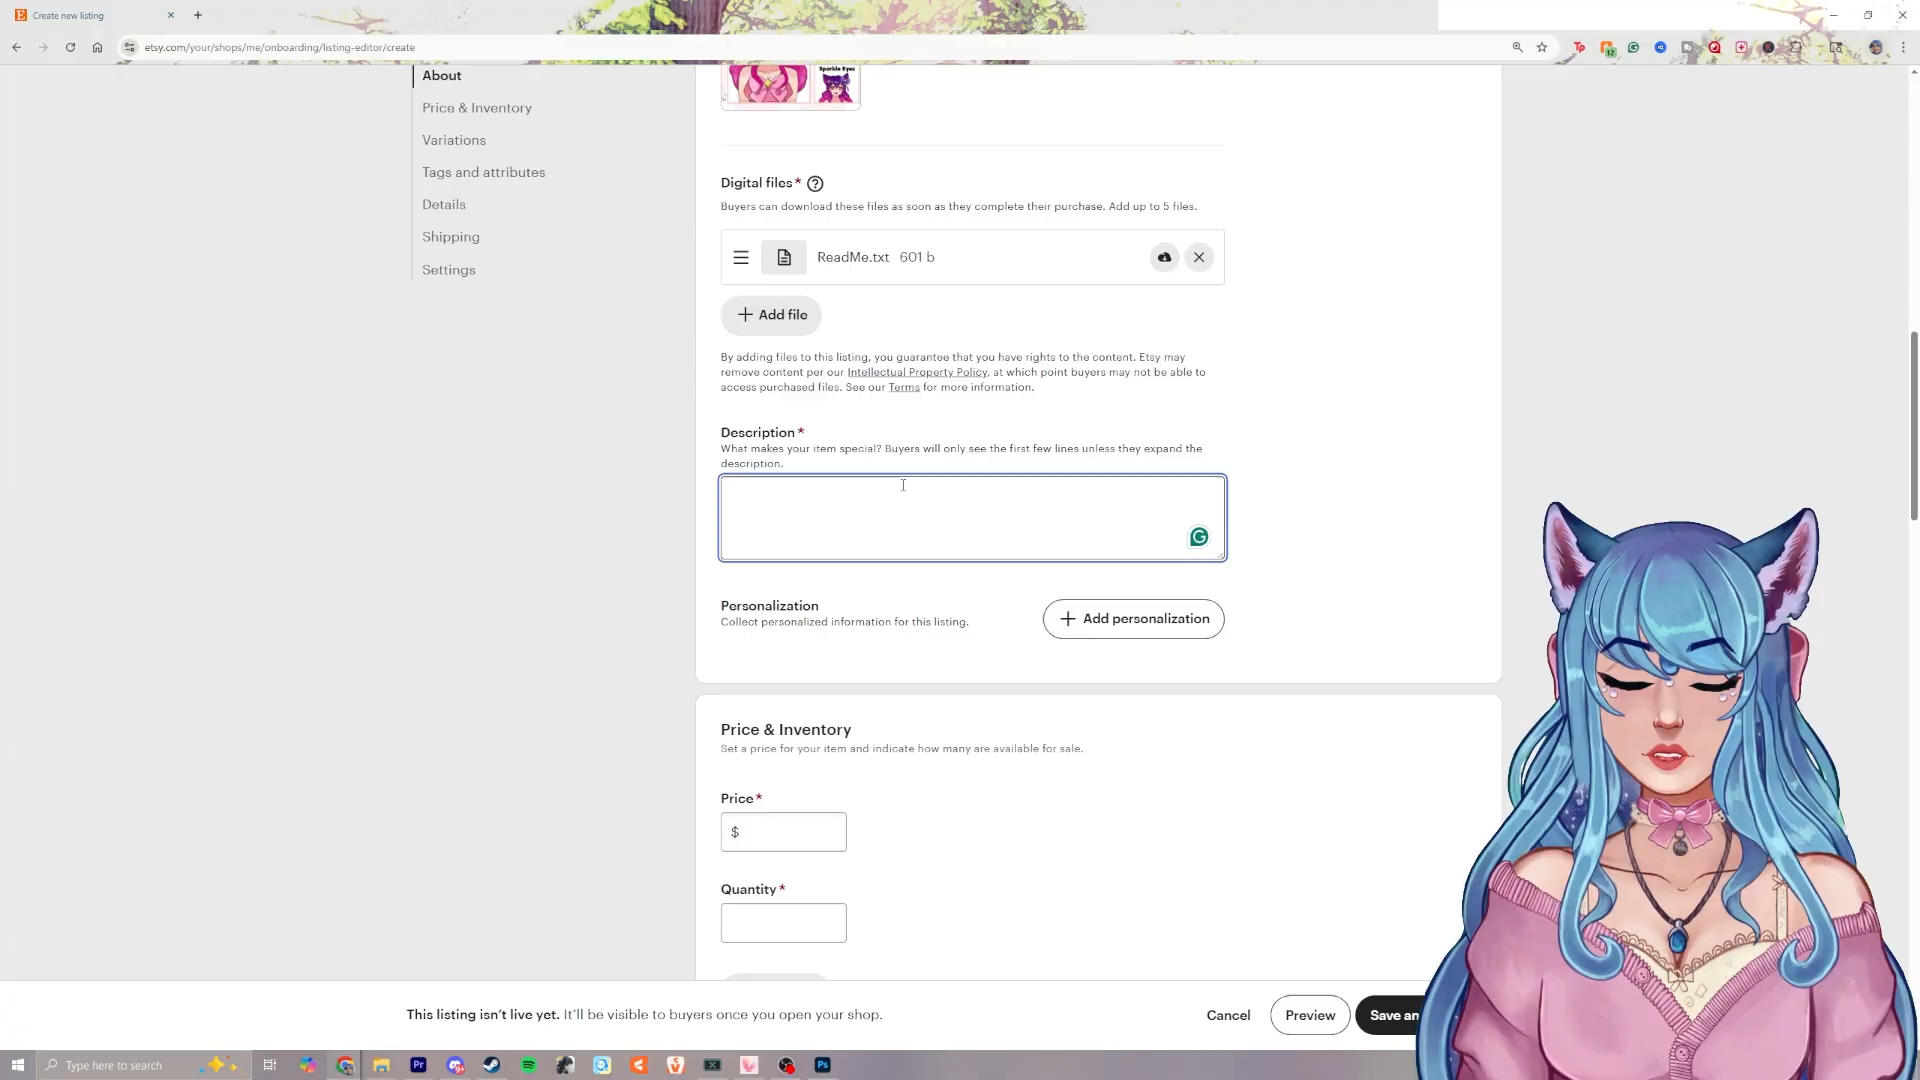 Create new listing
etsy.com/your/shops/me/onboarding/listing-editor/create
12
About
Price & Inventory
Variations
Tags and attributes
Details
Shipping
Settings
Sparkle Eyes
Digital files*
Buyers can download these files as soon as they complete their purchase. Add up to 5 files.
ReadMe.txt 601 b
Add file
By adding files to this listing, you guarantee that you have rights to the content. Etsy may
remove content per our Intellectual Property Policy, at which point buyers may not be able to
access purchased files. See our Terms for more information.
Description*
What makes your item special? Buyers will only see the first few lines unless they expand the
description.
Personalization
Collect personalized information for this listing.
Add personalization
Price & Inventory
Set a price for your item and indicate how many are available for sale.
Price*
$
Quantity*
This listing isn't live yet. It'll be visible to buyers once you open your shop.
Cancel
Preview
Save an
Type here to search